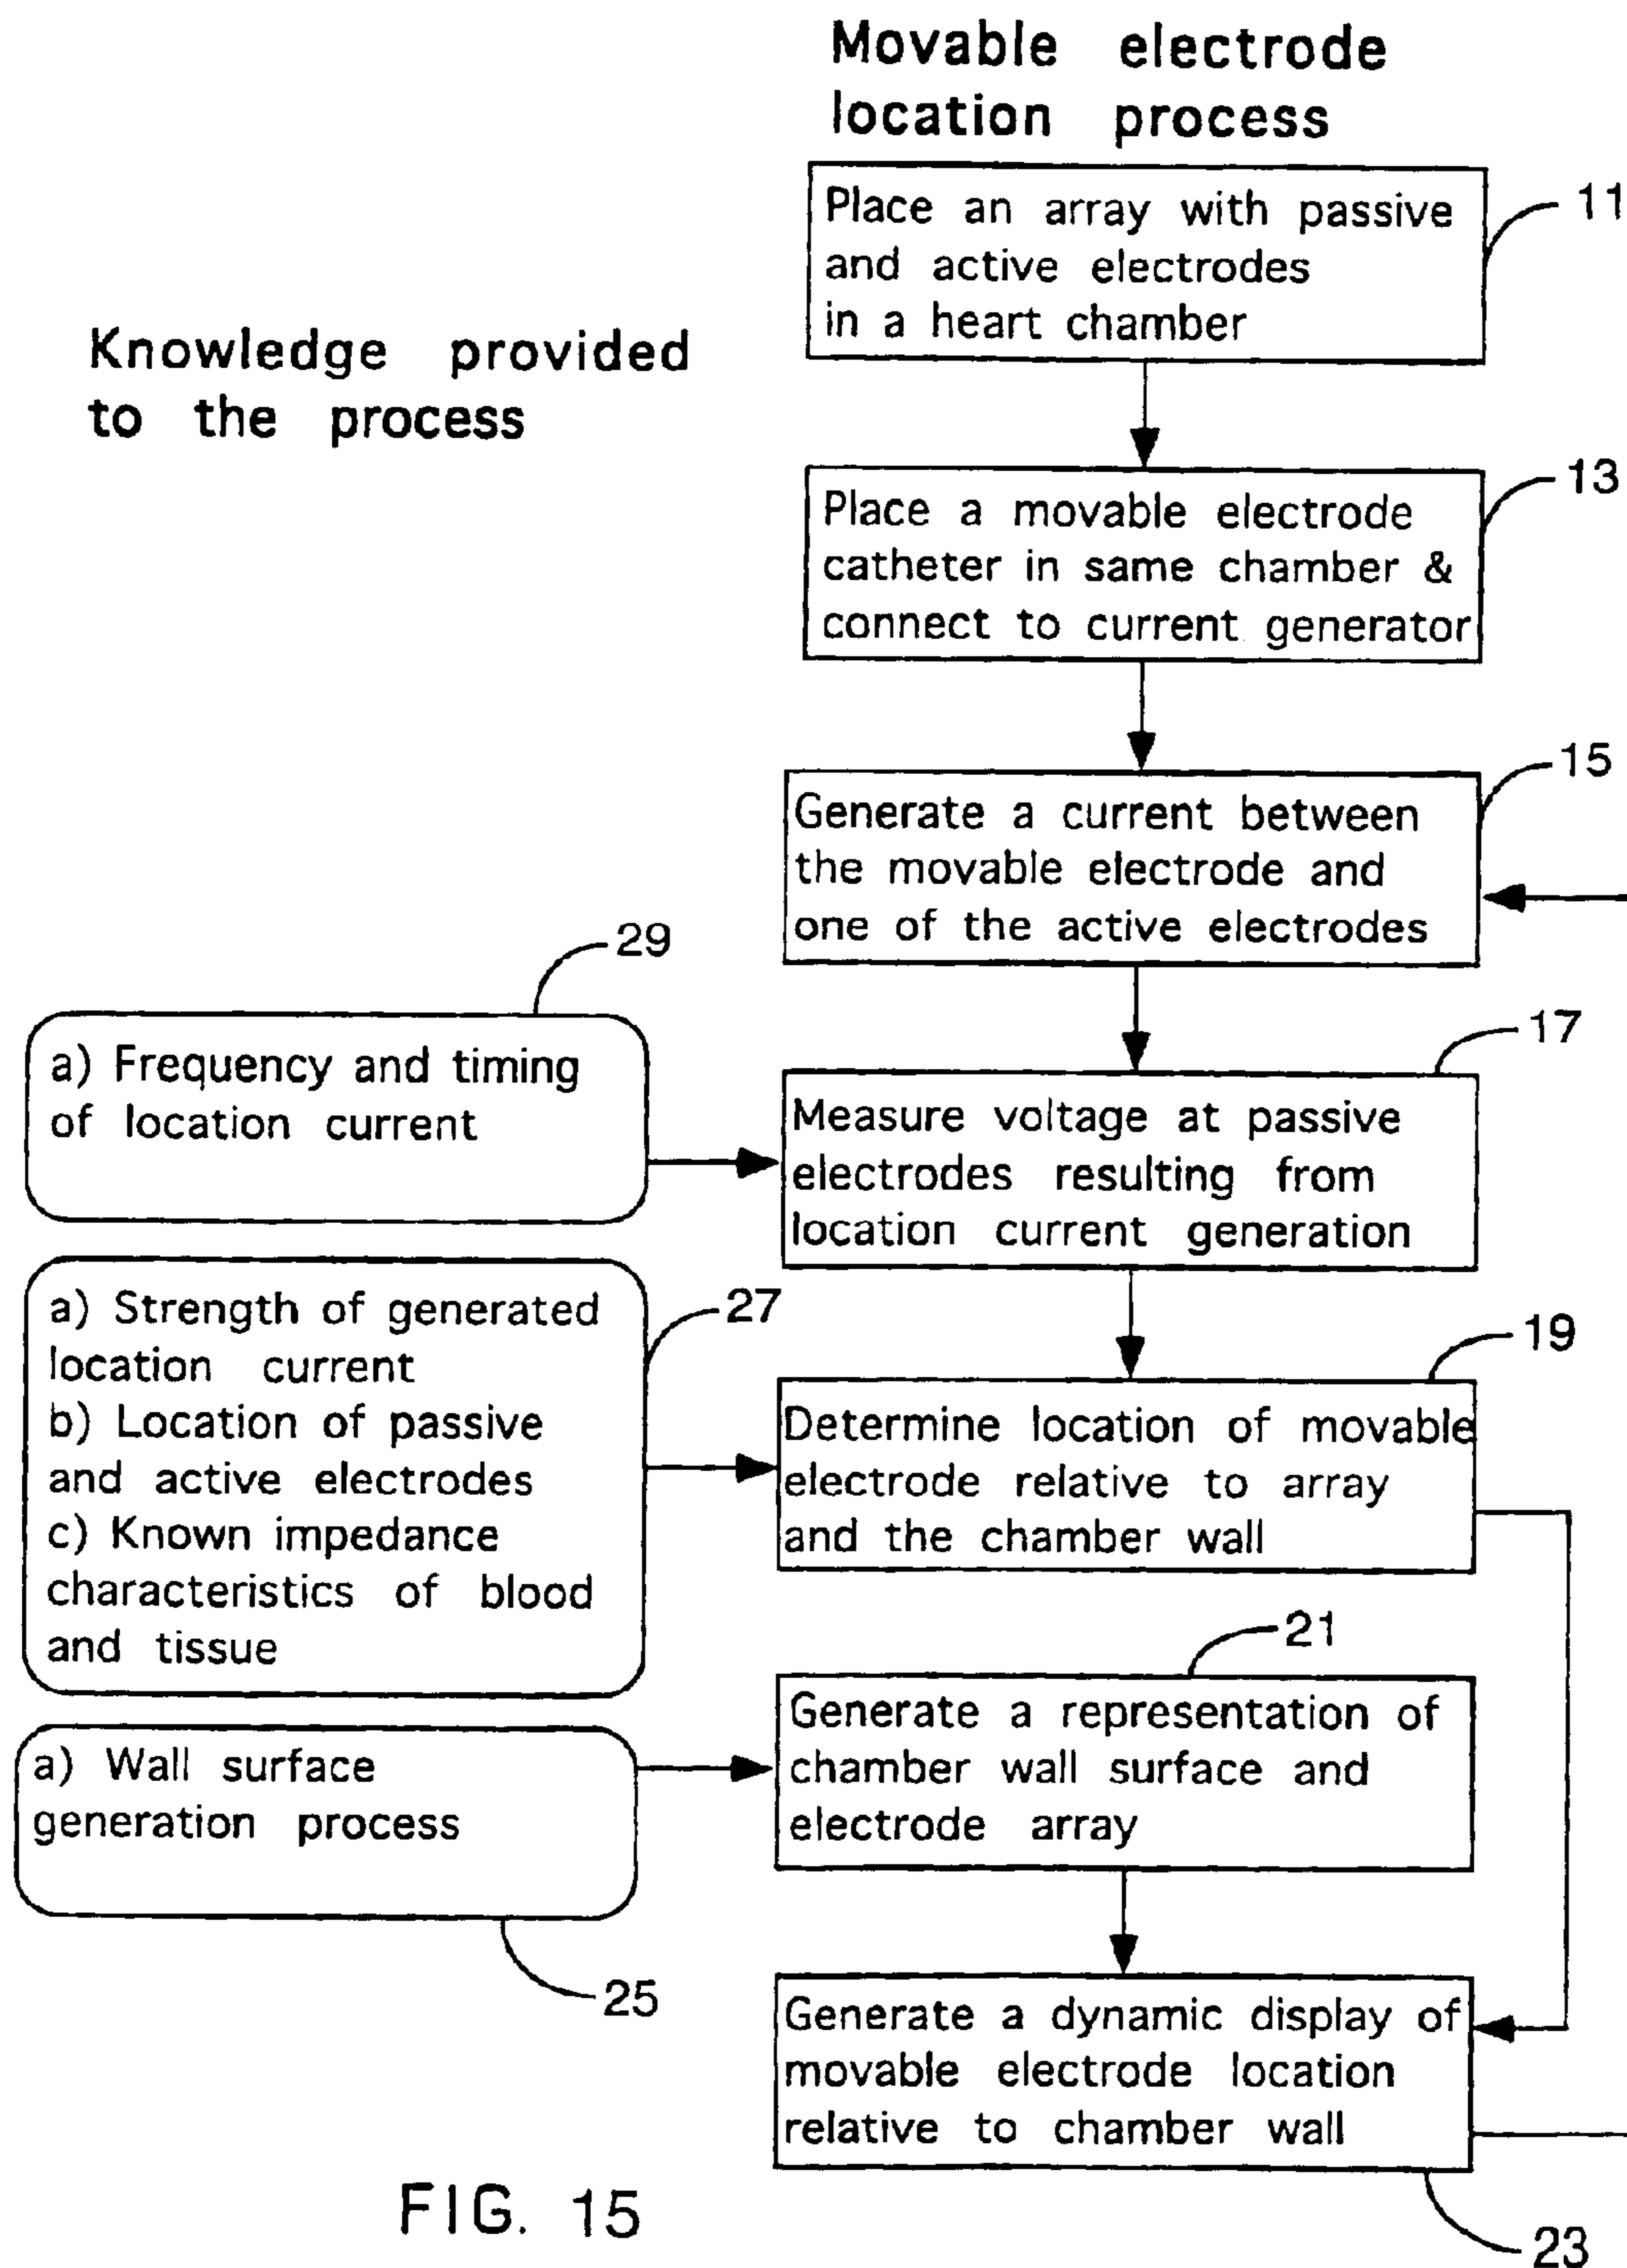 Movable electrode
location process
Place an array with passive
and active electrodes
in a heart chamber
11
Knowledge provided
to the process
Place a movable electrode
catheter in same chamber &
connect to current generator
13
Generate a current between
the movable electrode and
one of the active electrodes
15
29
a) Frequency and timing
of location current
Measure voltage at passive
electrodes resulting from
location current generation
17
a) Strength of generated
location current
b) Location of passive
and active electrodes
c) Known impedance
characteristics of blood
and tissue
27
Determine location of movable
electrode relative to array
and the chamber wall
19
a) Wall surface
generation process
25
Generate a representation of
chamber wall surface and
electrode array
21
Generate a dynamic display of
movable electrode location
relative to chamber wall
23
FIG. 15